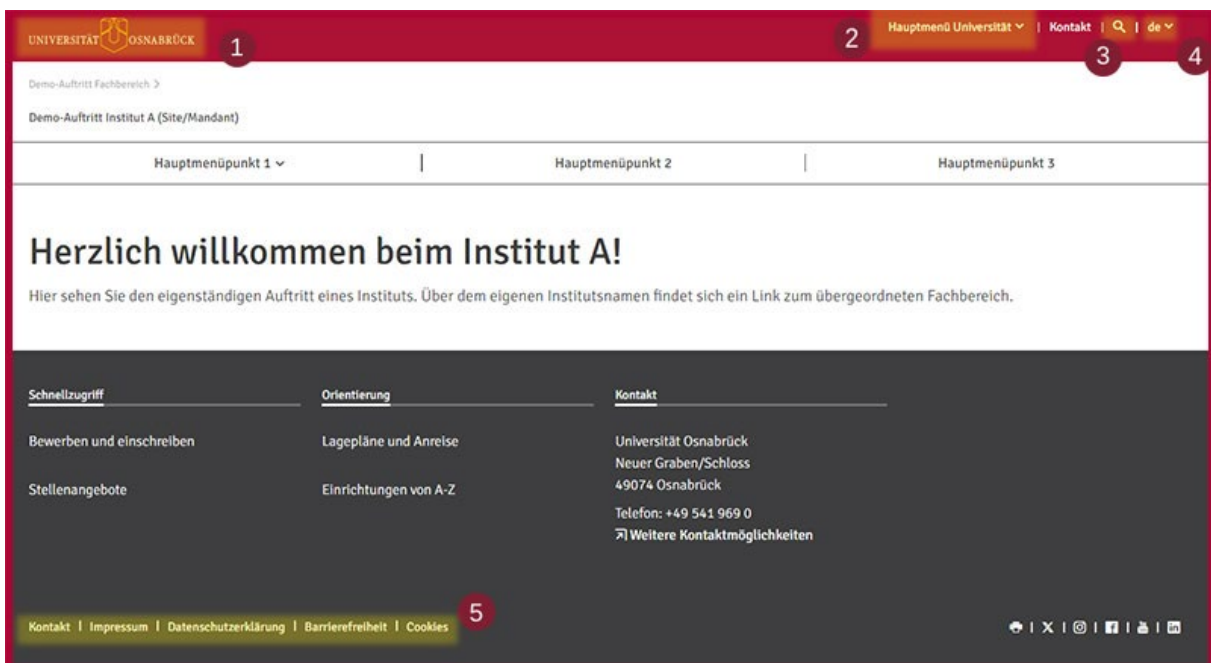 UNIVERSITÄT OSNABRÜCK
1
2
Hauptmenü Universität | Kontakt | | de
3
4
Demo-Auftritt Fachbereich
Demo-Auftritt Institut A (Site/Mandant)
Hauptmenüpunkt 1 | Hauptmenüpunkt 2 | Hauptmenüpunkt 3
Herzlich willkommen beim Institut A!
Hier sehen Sie den eigenständigen Auftritt eines Instituts. Über dem eigenen Institutsnamen findet sich ein Link zum übergeordneten Fachbereich.
Schnellzugriff
Bewerben und einschreiben
Stellenangebote
Orientierung
Lagepläne und Anreise
Einrichtungen von A-Z
Kontakt
Universität Osnabrück
Neuer Graben/Schloss
49074 Osnabrück
Telefon: +49 541 969 0
Weitere Kontaktmöglichkeiten
Kontakt | Impressum | Datenschutzerklärung | Barrierefreiheit | Cookies
5